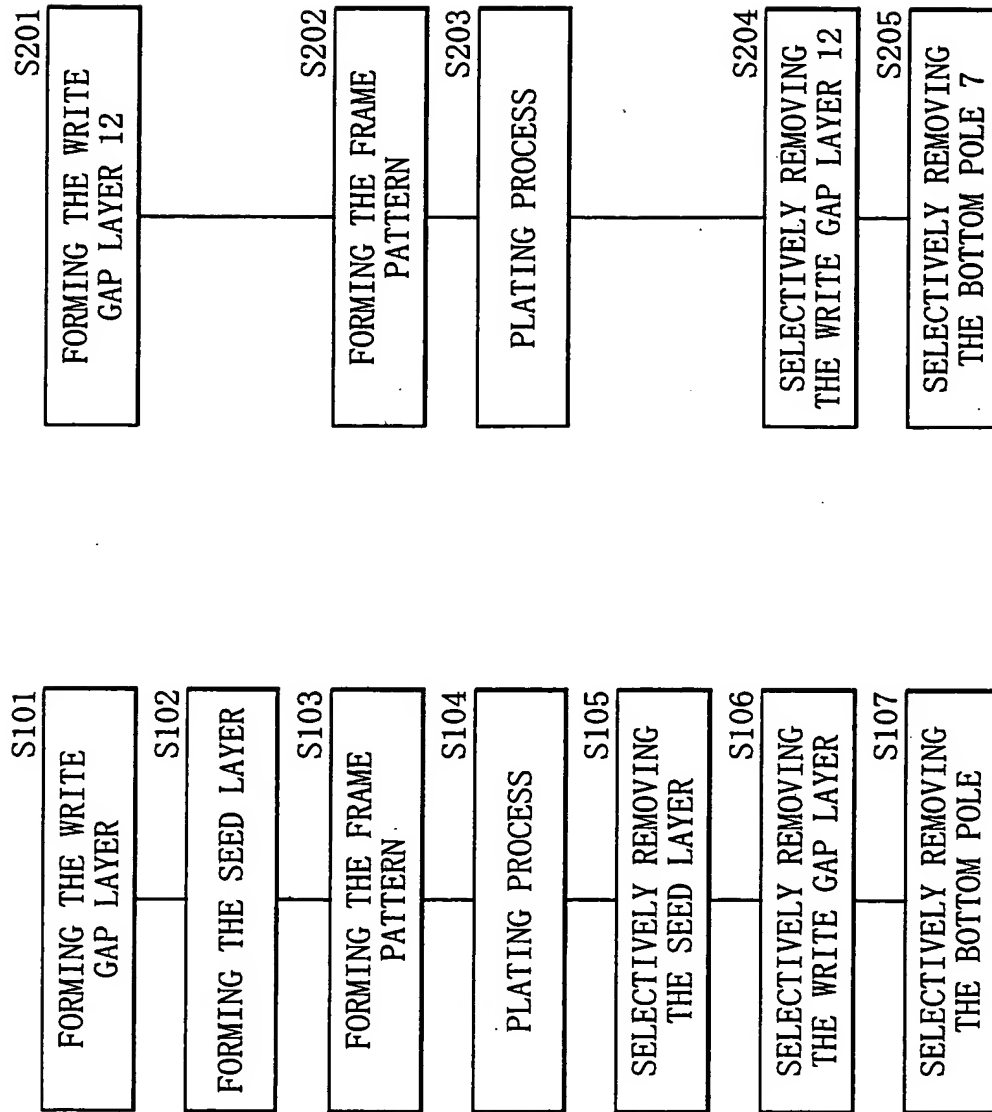 S101
FORMING THE WRITE
GAP LAYER
S102
FORMING THE SEED LAYER
S103
FORMING THE FRAME
PATTERN
S104
PLATING PROCESS
S105
SELECTIVELY REMOVING
THE SEED LAYER
S106
SELECTIVELY REMOVING
THE WRITE GAP LAYER
S107
SELECTIVELY REMOVING
THE BOTTOM POLE
S201
FORMING THE WRITE
GAP LAYER 12
S202
FORMING THE FRAME
PATTERN
S203
PLATING PROCESS
S204
SELECTIVELY REMOVING
THE WRITE GAP LAYER 12
S205
SELECTIVELY REMOVING
THE BOTTOM POLE 7